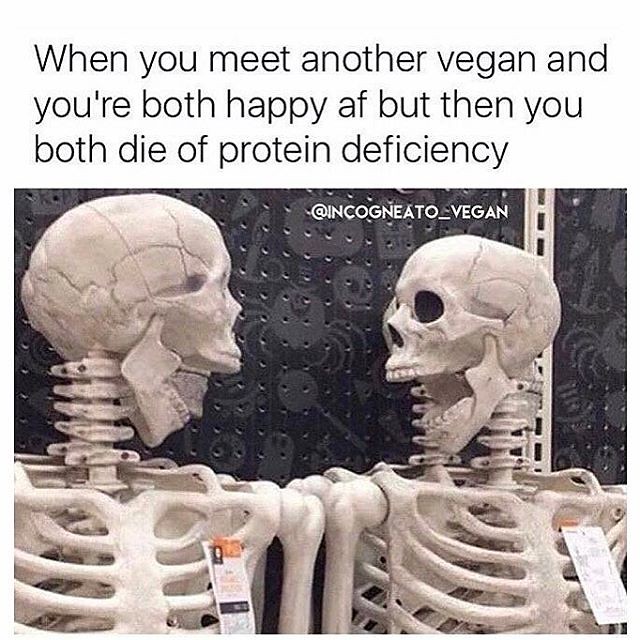 When you meet another vegan and
you're both happy af but then you
both die of protein deficiency
@INCOGNEATO_VEGAN